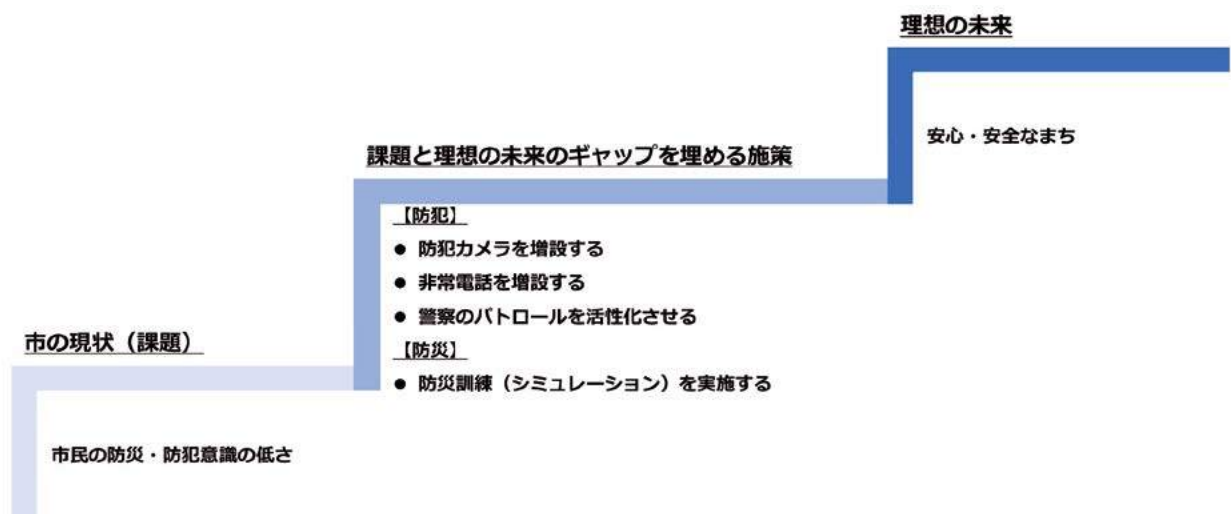 理想の未来
安心・安全なまち
課題と理想の未来のギャップを埋める施策
【防犯】
● 防犯カメラを増設する
● 非常電話を増設する
● 警察のパトロールを活性化させる
【防災】
● 防災訓練（シミュレーション）を実施する
市の現状（課題）
市民の防災・防犯意識の低さ